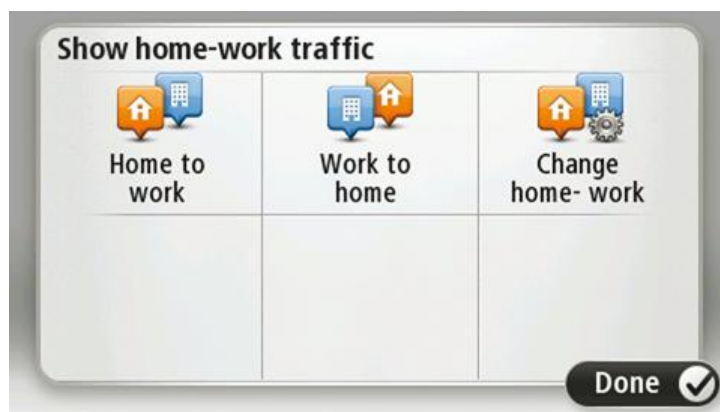 Show home-work traffic
Home to
work
Work to
home
Change
home- work
Done